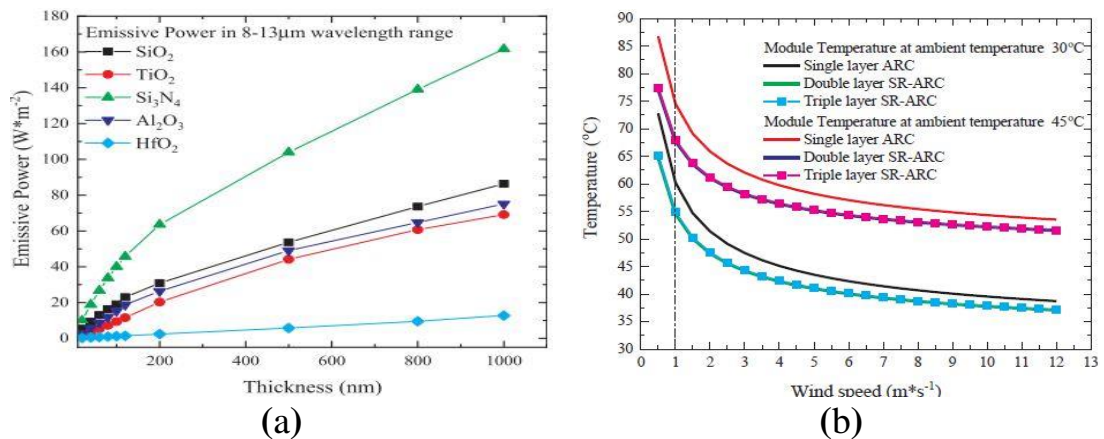 Emissive Power in 8-13μm wavelength range
SiO₂
TiO₂
Si₃N₄
Al₂O₃
HfO₂
Emissive Power (W*m⁻²)
180
160
140
120
100
80
60
40
20
0
200
400
600
800
1000
Thickness (nm)
(a)
Module Temperature at ambient temperature 30°C
Single layer ARC
Double layer SR-ARC
Triple layer SR-ARC
Module Temperature at ambient temperature 45°C
Single layer ARC
Double layer SR-ARC
Triple layer SR-ARC
Temperature (°C)
90
85
80
75
70
65
60
55
50
45
40
35
30
0 1 2 3 4 5 6 7 8 9 10 11 12 13
Wind speed (m*s⁻¹)
(b)